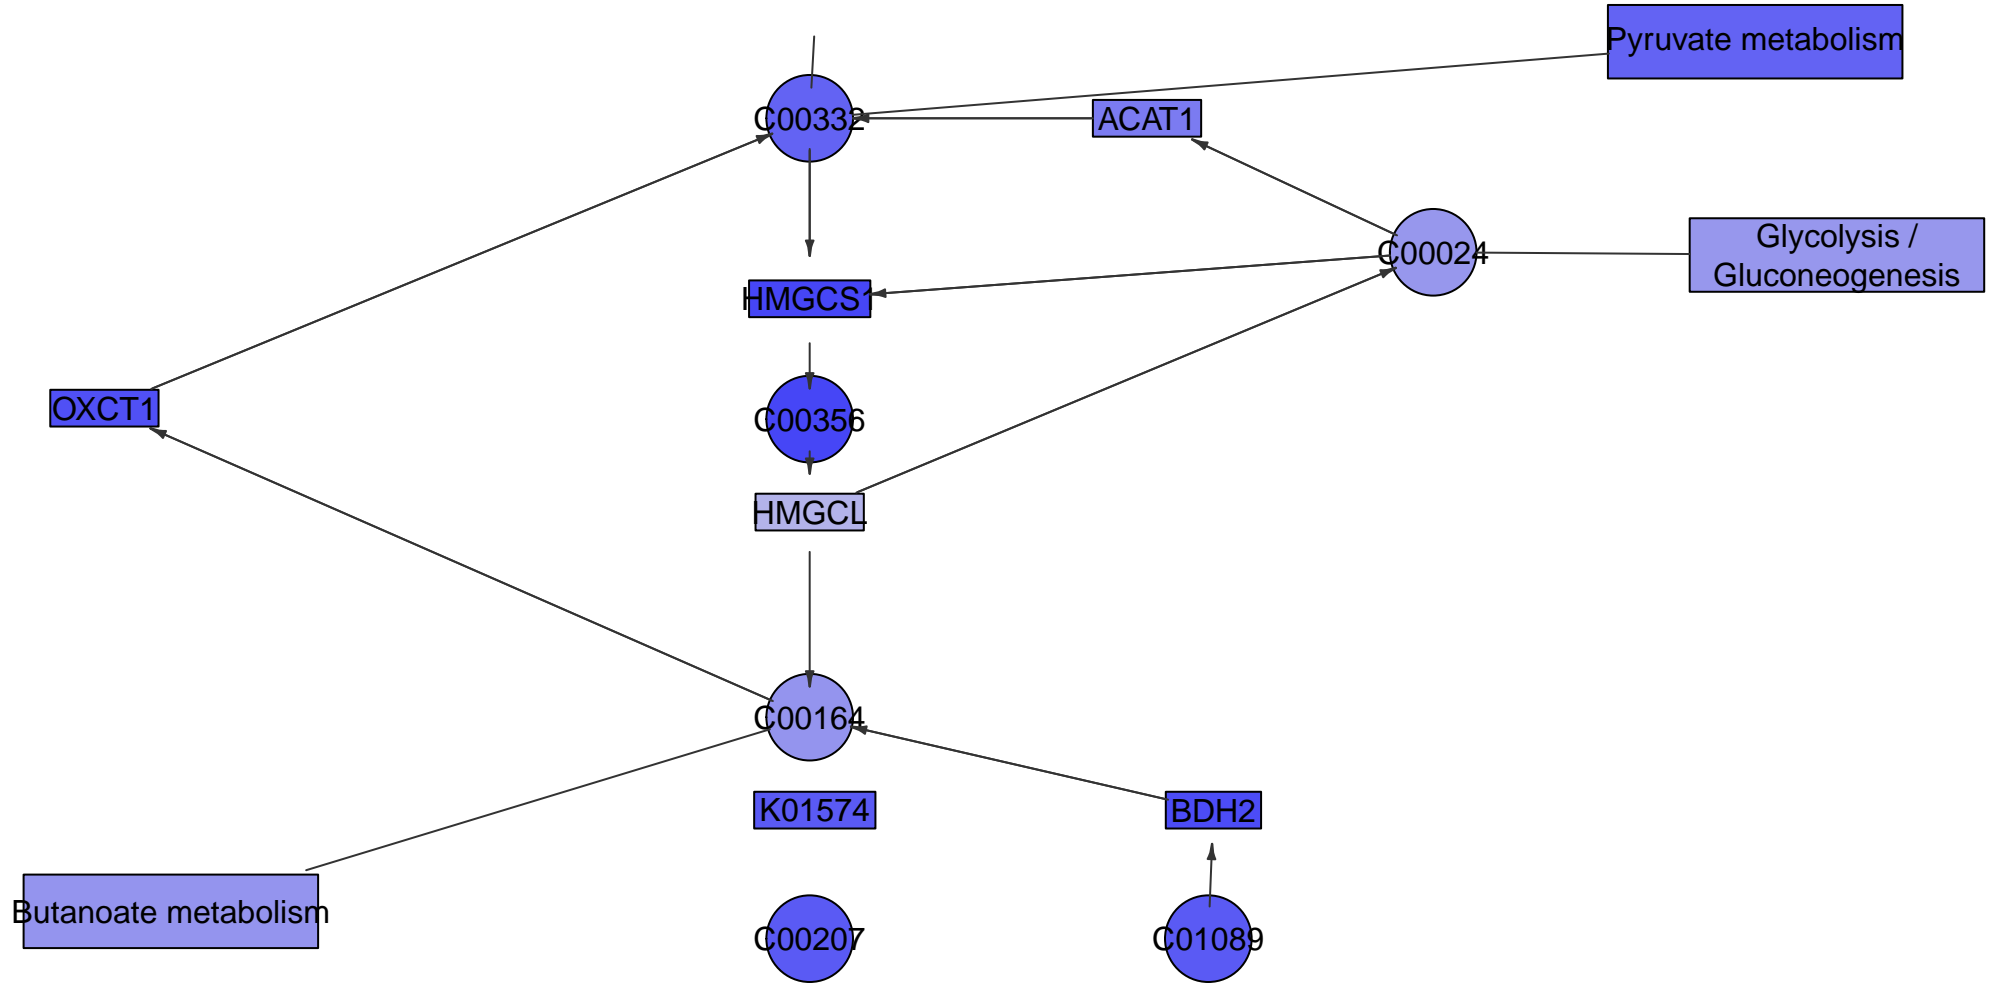 Pyruvate metabolism
C00332
ACAT1
Glycolysis /
Gluconeogenesis
C00024
HMGCS1
OXCT1
C00356
HMGCL
C00164
K01574
BDH2
Butanoate metabolism
C00207
C01089